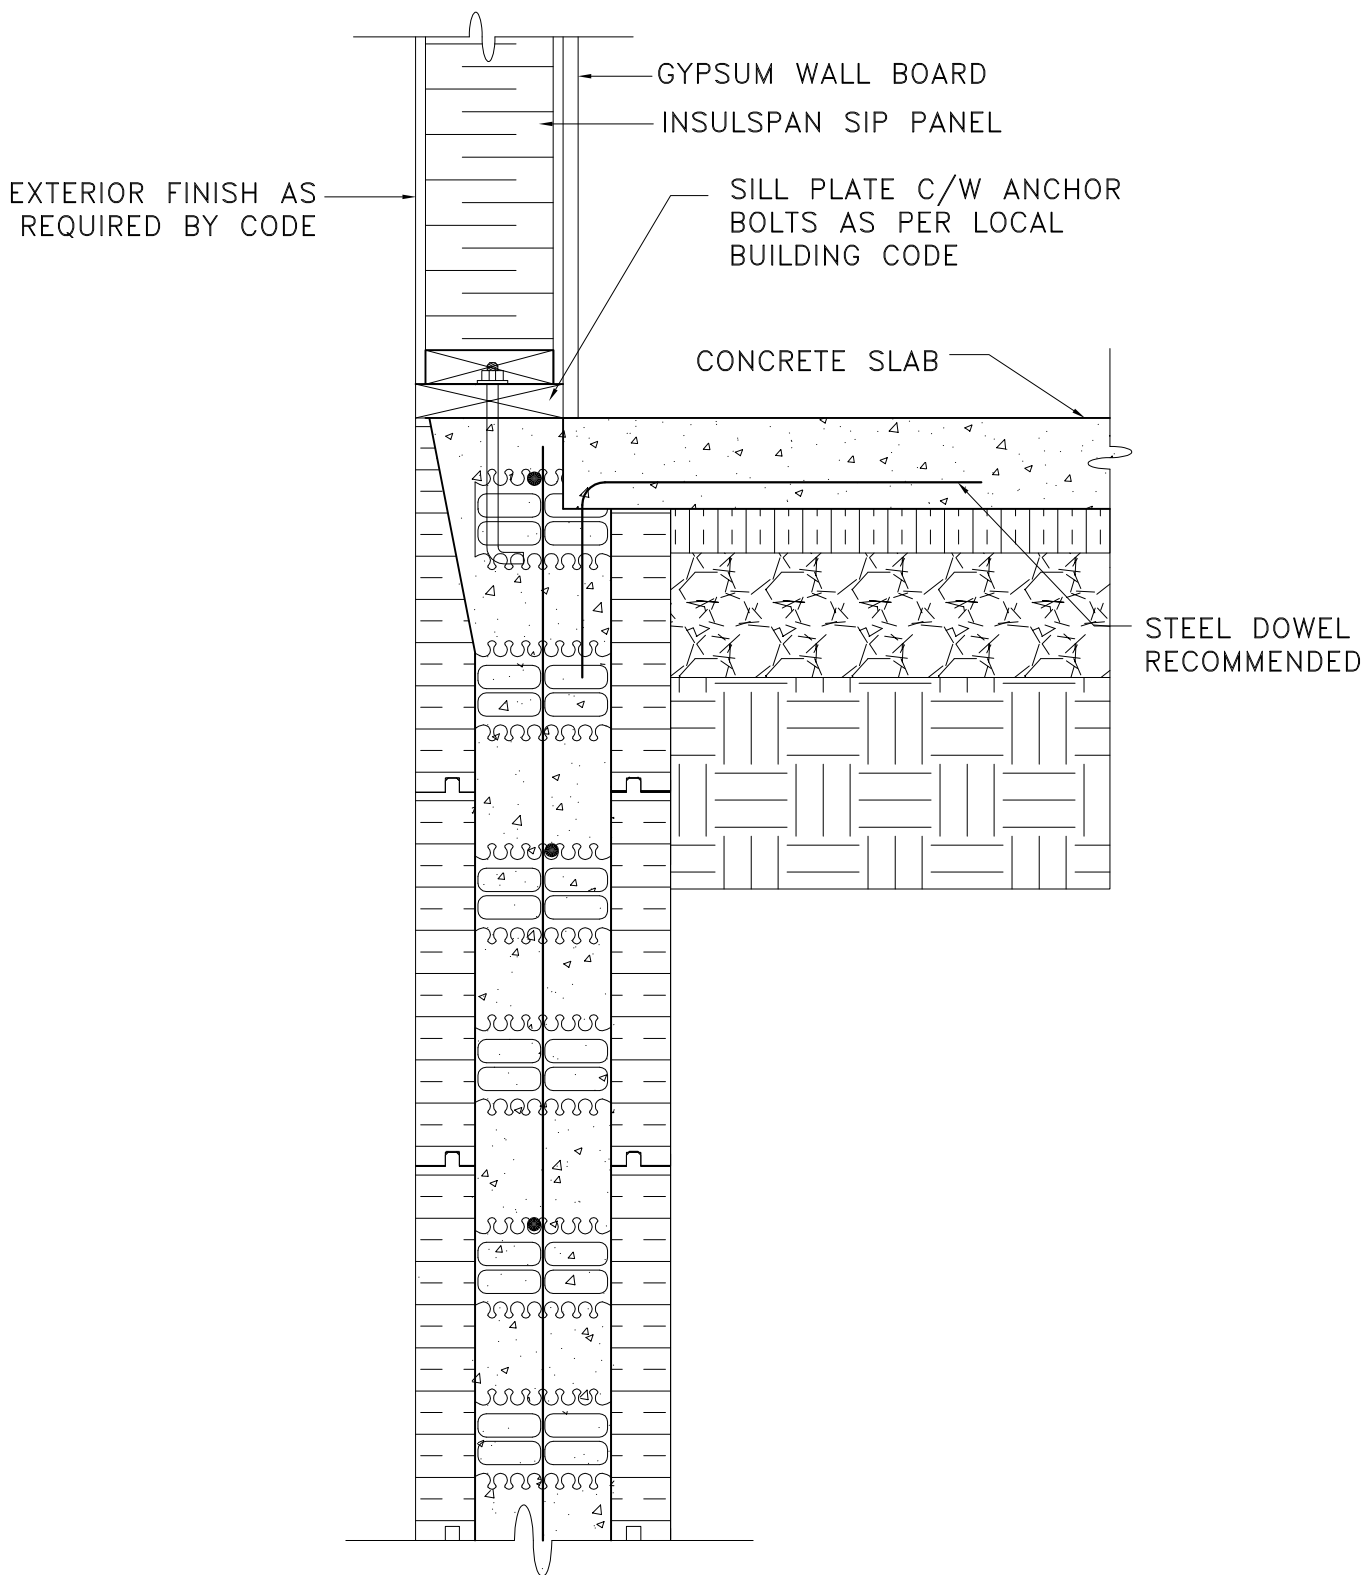 GYPSUM WALL BOARD
INSULSPAN SIP PANEL
EXTERIOR FINISH AS
REQUIRED BY CODE
SILL PLATE C/W ANCHOR
BOLTS AS PER LOCAL
BUILDING CODE
CONCRETE SLAB
STEEL DOWEL
RECOMMENDED